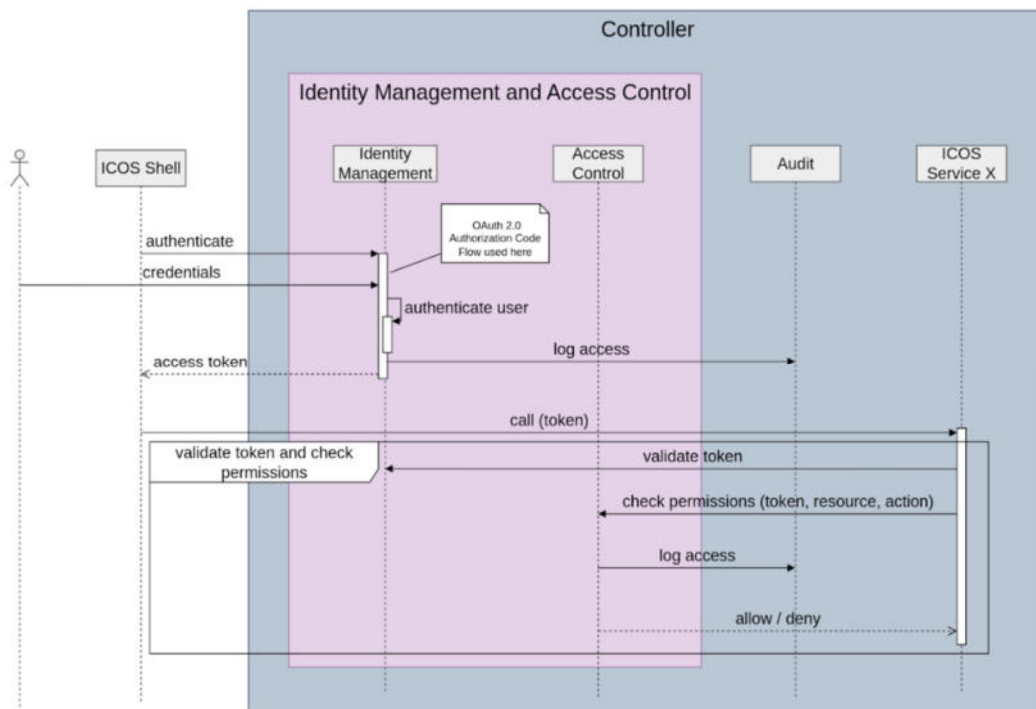 Controller
Identity Management and Access Control
ICOS Shell
Identity
Management
Access
Control
Audit
ICOS
Service X
OAuth 2.0
Authorization Code
Flow used here
authenticate
credentials
authenticate user
log access
access token
call (token)
validate token and check
permissions
validate token
check permissions (token, resource, action)
log access
allow / deny